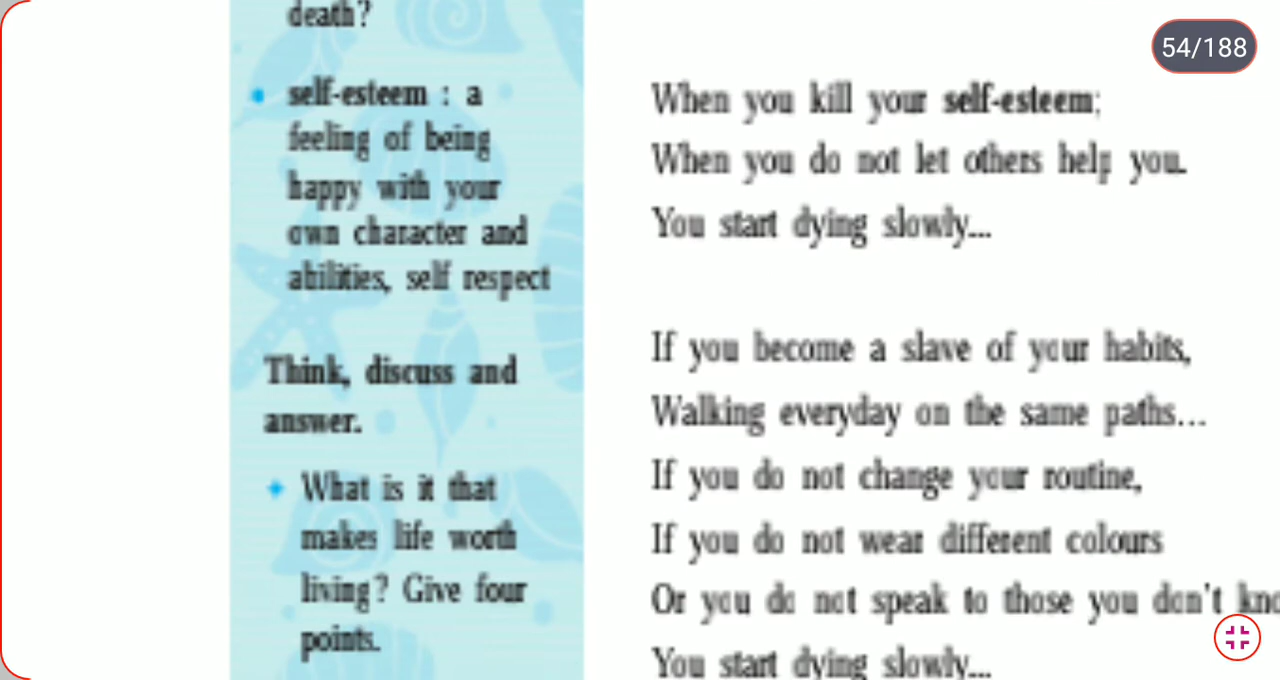 death?
self-esteem : a
feeling of being
happy with your
own character and
abilities, self respect
Think, discuss and
answer.
What is it that
makes life worth
living? Give four
points.
54/188
When you kill your self-esteem;
When you do not let others help you.
You start dying slowly...
If you become a slave of your habits,
Walking everyday on the same paths...
If you do not change your routine,
If you do not wear different colours
Or you do not speak to those you don't
You start dying slowly...